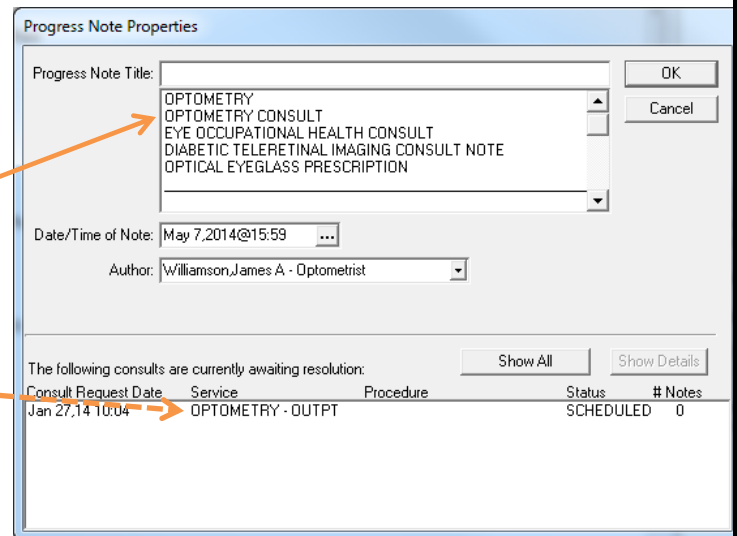 Progress Note Properties
Progress Note Title:
OK
OPTOMETRY
OPTOMETRY CONSULT
EYE OCCUPATIONAL HEALTH CONSULT
DIABETIC TELERETINAL IMAGING CONSULT NOTE
OPTICAL EYEGLASS PRESCRIPTION
Cancel
Date/Time of Note: May 7,2014@15:59 ...
Author: Williamson,James A - Optometrist
The following consults are currently awaiting resolution: Show All Show Details
Consult Request Date Service Procedure Status # Notes
Jan 27,14 10:04 OPTOMETRY - OUTPT SCHEDULED 0